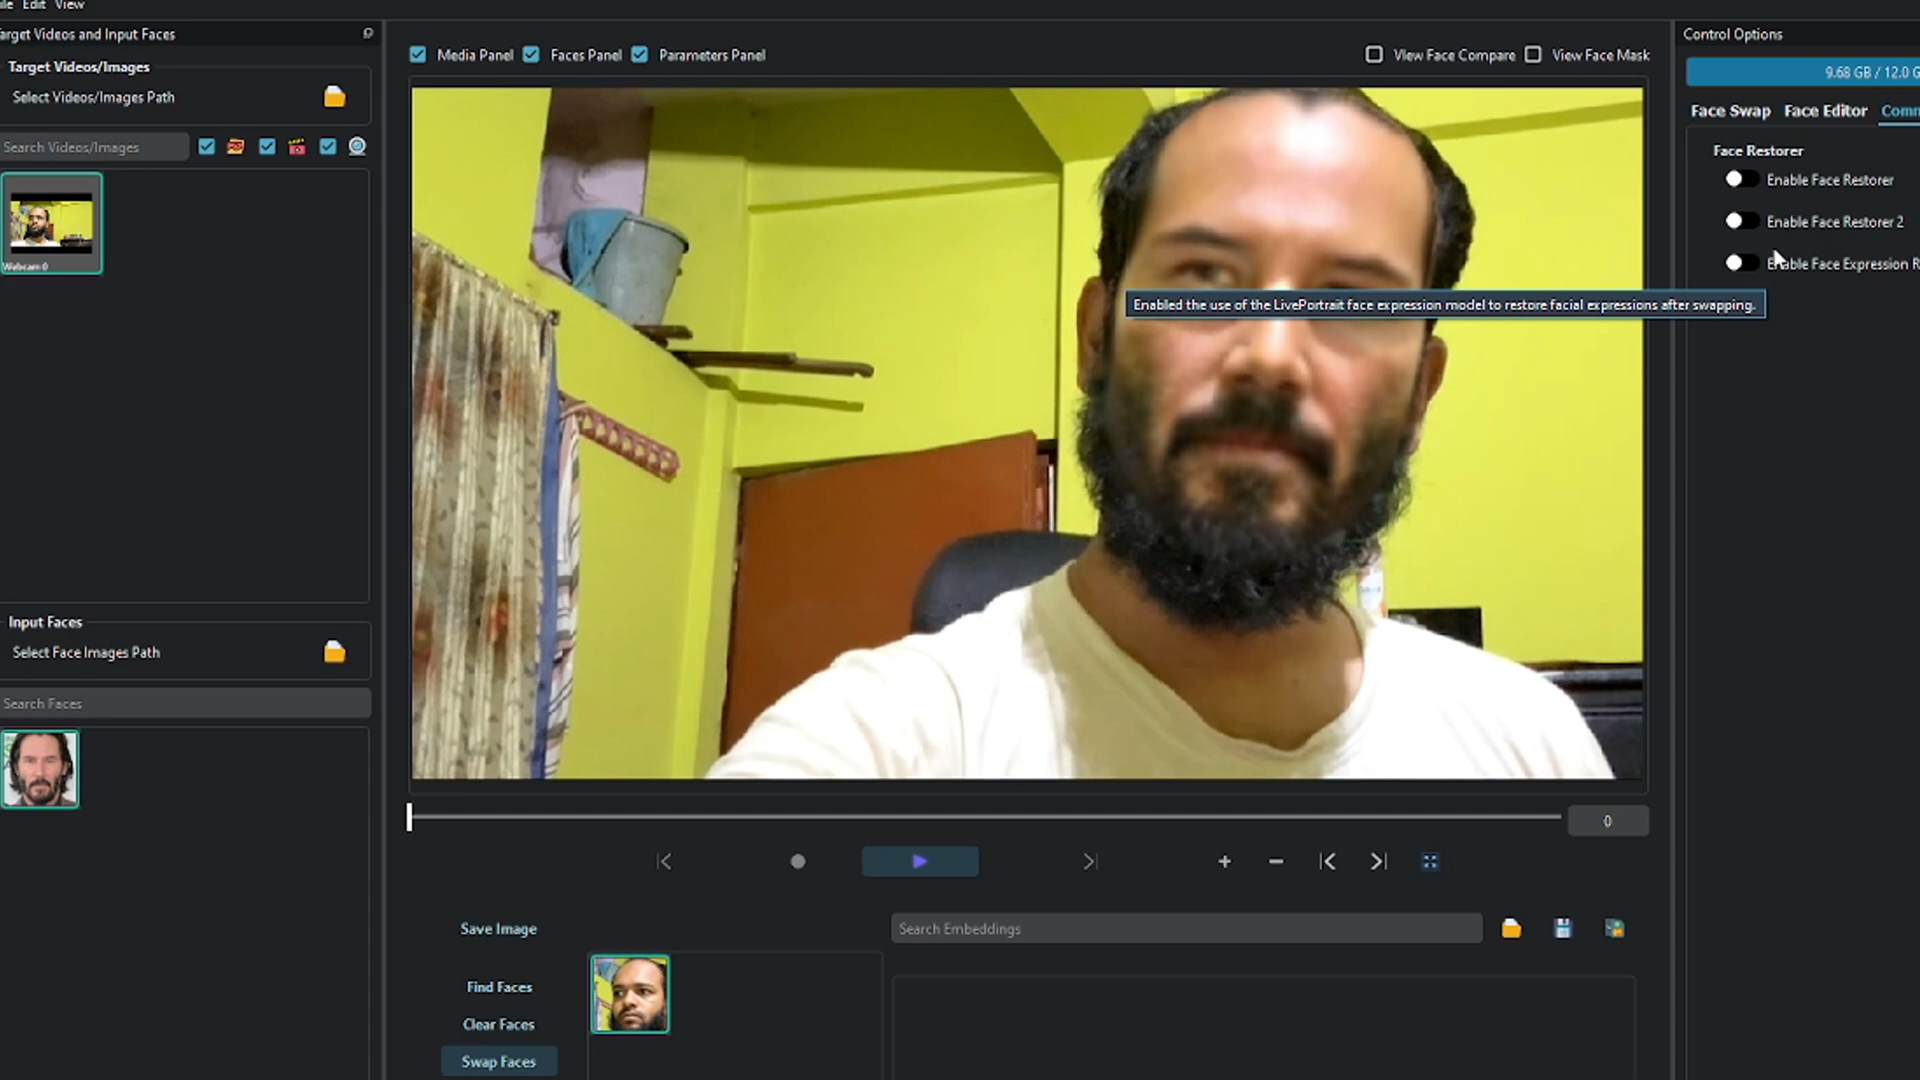 ile Edit View
arget Videos and Input Faces
Target Videos/Images
Select Videos/Images Path
Search Videos/Images
Webcam 0
Input Faces
Select Face Images Path
Search Faces
Media Panel Faces Panel Parameters Panel
View Face Compare View Face Mask
Enabled the use of the LivePortrait face expression model to restore facial expressions after swapping.
0
Save Image
Find Faces
Clear Faces
Swap Faces
Search Embeddings
Control Options
9.68 GB / 12.0 G
Face Swap Face Editor Comm
Face Restorer
Enable Face Restorer
Enable Face Restorer 2
Enable Face Expression R